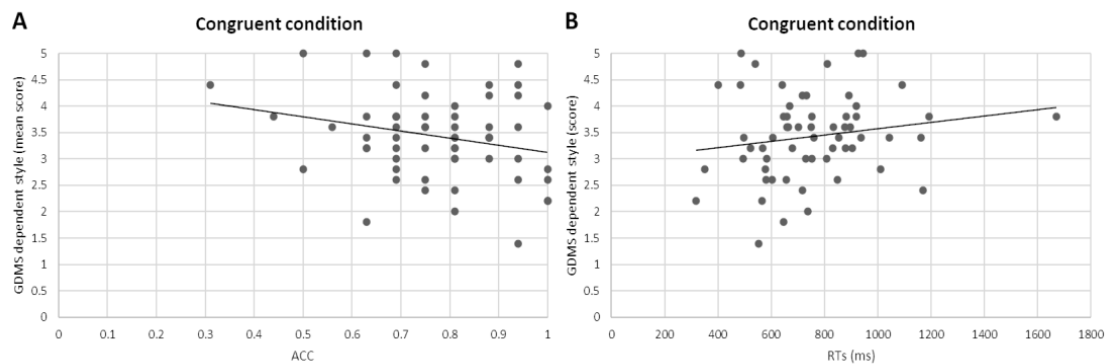 A
Congruent condition
GDMS dependent style (mean score)
5
4.5
4
3.5
3
2.5
2
1.5
1
0.5
0
0 0.1 0.2 0.3 0.4 0.5 0.6 0.7 0.8 0.9 1
ACC
B
Congruent condition
GDMS dependent style (score)
5
4.5
4
3.5
3
2.5
2
1.5
1
0.5
0
0 200 400 600 800 1000 1200 1400 1600 1800
RTs (ms)